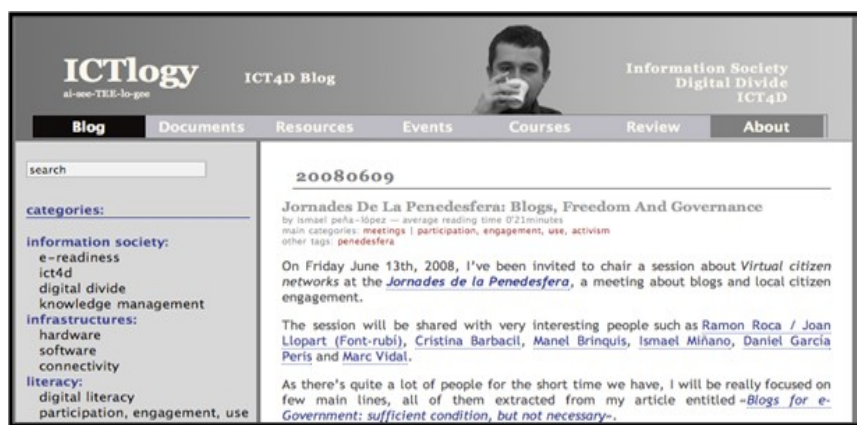 ICTlogy
ai-see-TEE-lo-gee
ICT4D Blog
Information Society
Digital Divide
ICT4D
Blog Documents Resources Events Courses Review About
search
categories:
information society:
e-readiness
ict4d
digital divide
knowledge management
infrastructures:
hardware
software
connectivity
literacy:
digital literacy
participation, engagement, use
20080609
Jornades De La Penedesfera: Blogs, Freedom And Governance
by ismael peña-lópez — average reading time 0'21minutes
main categories: meetings | participation, engagement, use, activism
other tags: penedesfera
On Friday June 13th, 2008, I've been invited to chair a session about Virtual citizen
networks at the Jornades de la Penedesfera, a meeting about blogs and local citizen
engagement.
The session will be shared with very interesting people such as Ramon Roca / Joan
Llopart (Font-rubí), Cristina Barbacil, Manel Brinquis, Ismael Miñano, Daniel García
Peris and Marc Vidal.
As there's quite a lot of people for the short time we have, I will be really focused on
few main lines, all of them extracted from my article entitled «Blogs for e-
Government: sufficient condition, but not necessary».